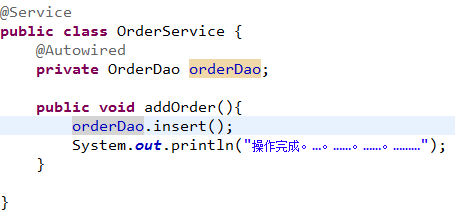 @Service
public class OrderService {
@Autowired
private OrderDao orderDao;
public void addOrder(){
orderDao.insert();
System.out.println("操作完成。…。……。……。………");
}
}